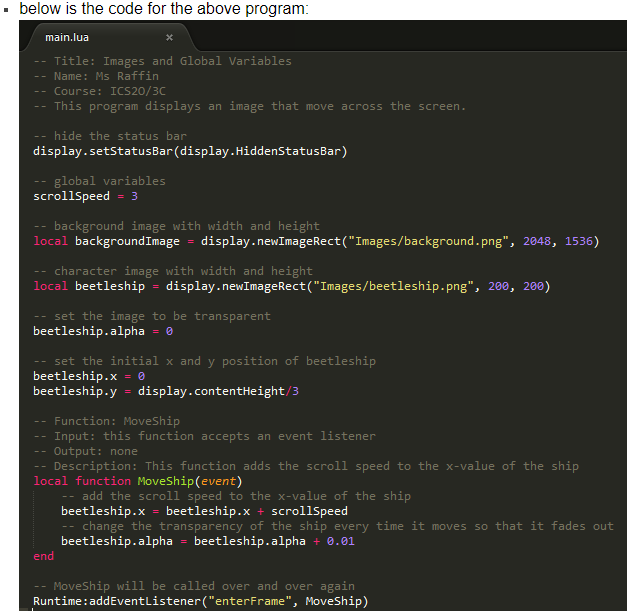 ▪ below is the code for the above program:
main.lua ×
-- Title: Images and Global Variables
-- Name: Ms Raffin
-- Course: ICS2O/3C
-- This program displays an image that move across the screen.
-- hide the status bar
display.setStatusBar(display.HiddenStatusBar)
-- global variables
scrollSpeed = 3
-- background image with width and height
local backgroundImage = display.newImageRect("Images/background.png", 2048, 1536)
-- character image with width and height
local beetleship = display.newImageRect("Images/beetleship.png", 200, 200)
-- set the image to be transparent
beetleship.alpha = 0
-- set the initial x and y position of beetleship
beetleship.x = 0
beetleship.y = display.contentHeight/3
-- Function: MoveShip
-- Input: this function accepts an event listener
-- Output: none
-- Description: This function adds the scroll speed to the x-value of the ship
local function MoveShip(event)
-- add the scroll speed to the x-value of the ship
beetleship.x = beetleship.x + scrollSpeed
-- change the transparency of the ship every time it moves so that it fades out
beetleship.alpha = beetleship.alpha + 0.01
end
-- MoveShip will be called over and over again
Runtime:addEventListener("enterFrame", MoveShip)